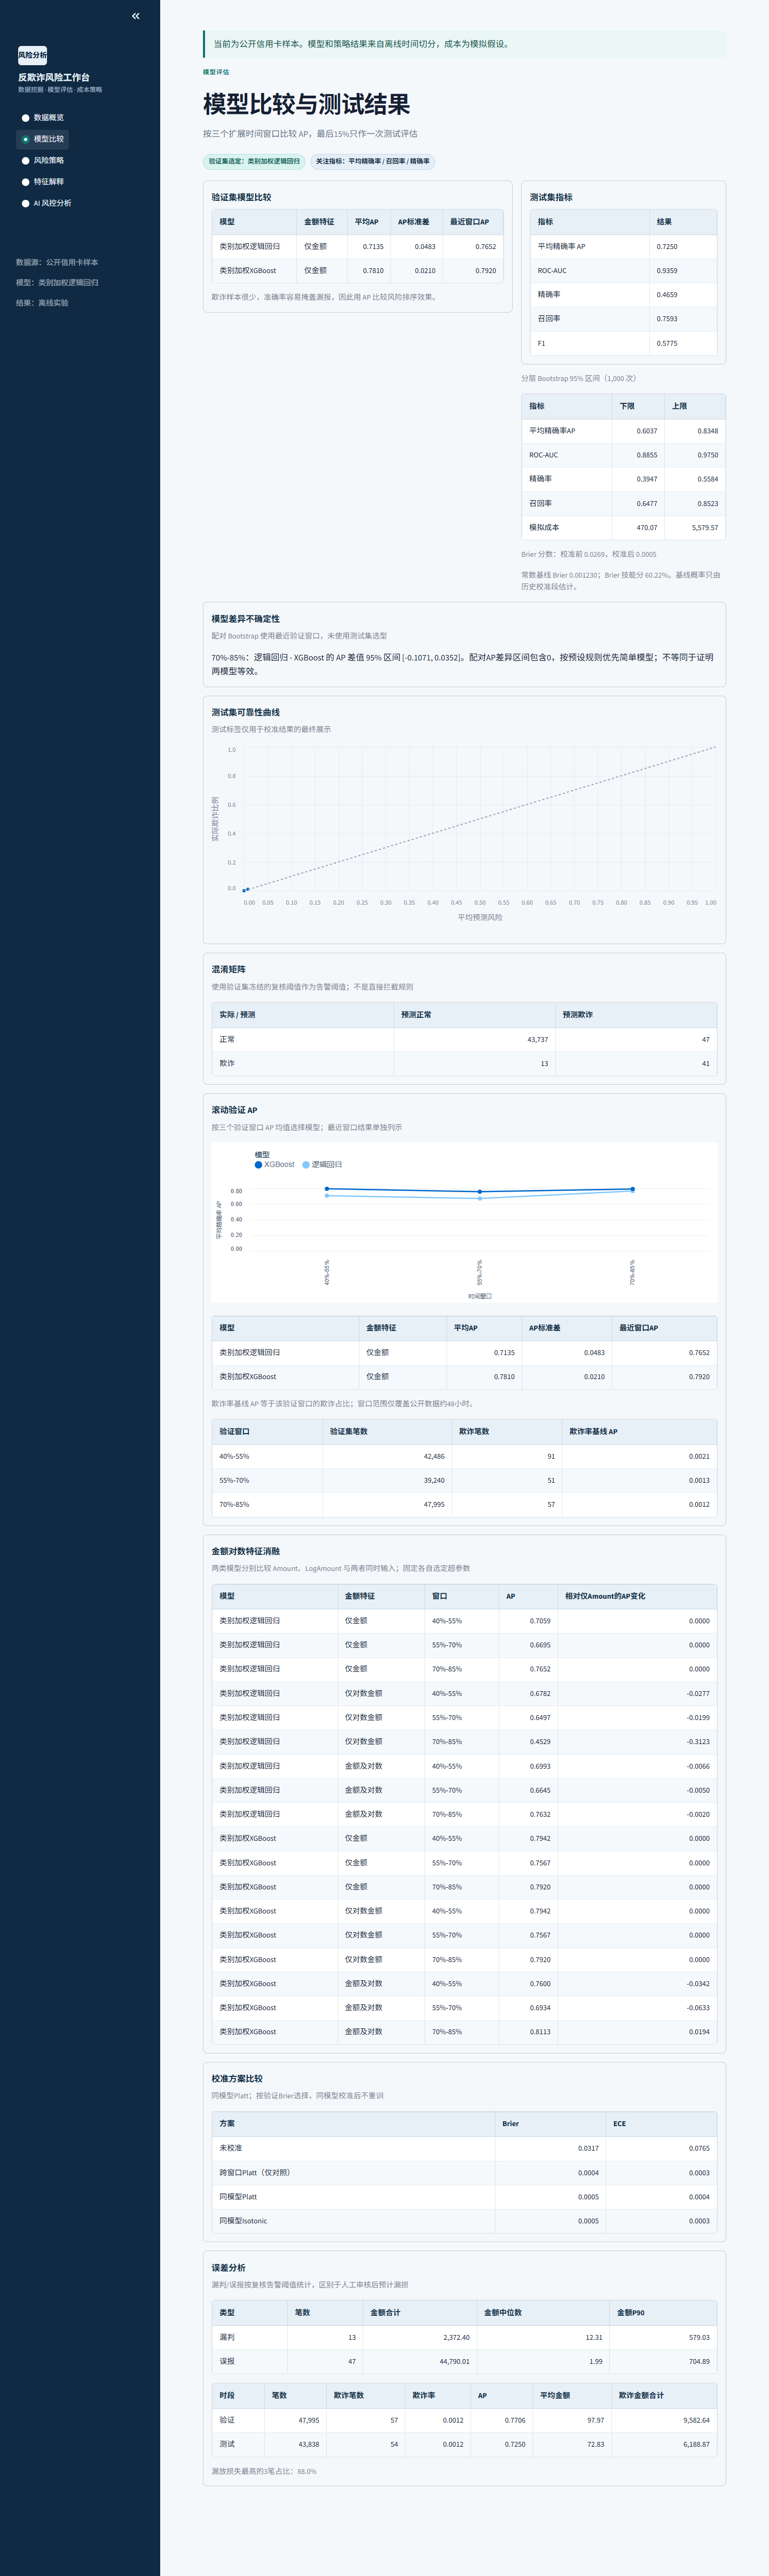 风险分析
反欺诈风险工作台
数据挖掘 · 模型评估 · 成本策略
数据概览
模型比较
风险策略
特征解释
AI 风控分析
数据源：公开信用卡样本
模型：类别加权逻辑回归
结果：离线实验
当前为公开信用卡样本。模型和策略结果来自离线时间切分，成本为模拟假设。
模型评估
模型比较与测试结果
按三个扩展时间窗口比较 AP，最后15%只作一次测试评估
验证集选定：类别加权逻辑回归 关注指标：平均精确率 / 召回率 / 精确率
验证集模型比较
模型 金额特征 平均AP AP标准差 最近窗口AP
类别加权逻辑回归 仅金额 0.7135 0.0483 0.7652
类别加权XGBoost 仅金额 0.7810 0.0210 0.7920
欺诈样本很少，准确率容易掩盖漏报，因此用 AP 比较风险排序效果。
测试集指标
指标 结果
平均精确率 AP 0.7250
ROC-AUC 0.9359
精确率 0.4659
召回率 0.7593
F1 0.5775
分层 Bootstrap 95% 区间（1,000 次）
指标 下限 上限
平均精确率AP 0.6037 0.8348
ROC-AUC 0.8855 0.9750
精确率 0.3947 0.5584
召回率 0.6477 0.8523
模拟成本 470.07 5,579.57
Brier 分数：校准前 0.0269，校准后 0.0005
常数基线 Brier 0.001230；Brier 技能分 60.22%。基线概率只由
历史校准段估计。
模型差异不确定性
配对 Bootstrap 使用最近验证窗口，未使用测试集选型
70%-85%：逻辑回归 - XGBoost 的 AP 差值 95% 区间 [-0.1071, 0.0352]。配对AP差异区间包含0，按预设规则优先简单模型；不等同于证明
两模型等效。
测试集可靠性曲线
测试标签仅用于校准结果的最终展示
实际欺诈比例
1.0
0.8
0.6
0.4
0.2
0.0
0.00 0.05 0.10 0.15 0.20 0.25 0.30 0.35 0.40 0.45 0.50 0.55 0.60 0.65 0.70 0.75 0.80 0.85 0.90 0.95 1.00
平均预测风险
混淆矩阵
使用验证集冻结的复核阈值作为告警阈值；不是直接拦截规则
实际 / 预测 预测正常 预测欺诈
正常 43,737 47
欺诈 13 41
滚动验证 AP
按三个验证窗口 AP 均值选择模型；最近窗口结果单独列示
模型
XGBoost 逻辑回归
平均精确率 AP
0.80
0.60
0.40
0.20
0.00
40%-55% 55%-70% 70%-85%
时间窗口
模型 金额特征 平均AP AP标准差 最近窗口AP
类别加权逻辑回归 仅金额 0.7135 0.0483 0.7652
类别加权XGBoost 仅金额 0.7810 0.0210 0.7920
欺诈率基线 AP 等于该验证窗口的欺诈占比；窗口范围仅覆盖公开数据约48小时。
验证窗口 验证集笔数 欺诈笔数 欺诈率基线 AP
40%-55% 42,486 91 0.0021
55%-70% 39,240 51 0.0013
70%-85% 47,995 57 0.0012
金额对数特征消融
两类模型分别比较 Amount、LogAmount 与两者同时输入；固定各自选定超参数
模型 金额特征 窗口 AP 相对仅Amount的AP变化
类别加权逻辑回归 仅金额 40%-55% 0.7059 0.0000
类别加权逻辑回归 仅金额 55%-70% 0.6695 0.0000
类别加权逻辑回归 仅金额 70%-85% 0.7652 0.0000
类别加权逻辑回归 仅对数金额 40%-55% 0.6782 -0.0277
类别加权逻辑回归 仅对数金额 55%-70% 0.6497 -0.0199
类别加权逻辑回归 仅对数金额 70%-85% 0.4529 -0.3123
类别加权逻辑回归 金额及对数 40%-55% 0.6993 -0.0066
类别加权逻辑回归 金额及对数 55%-70% 0.6645 -0.0050
类别加权逻辑回归 金额及对数 70%-85% 0.7632 -0.0020
类别加权XGBoost 仅金额 40%-55% 0.7942 0.0000
类别加权XGBoost 仅金额 55%-70% 0.7567 0.0000
类别加权XGBoost 仅金额 70%-85% 0.7920 0.0000
类别加权XGBoost 仅对数金额 40%-55% 0.7942 0.0000
类别加权XGBoost 仅对数金额 55%-70% 0.7567 0.0000
类别加权XGBoost 仅对数金额 70%-85% 0.7920 0.0000
类别加权XGBoost 金额及对数 40%-55% 0.7600 -0.0342
类别加权XGBoost 金额及对数 55%-70% 0.6934 -0.0633
类别加权XGBoost 金额及对数 70%-85% 0.8113 0.0194
校准方案比较
同模型Platt；按验证Brier选择，同模型校准后不重训
方案 Brier ECE
未校准 0.0317 0.0765
跨窗口Platt（仅对照） 0.0004 0.0003
同模型Platt 0.0005 0.0004
同模型Isotonic 0.0005 0.0003
误差分析
漏判/误报按复核告警阈值统计，区别于人工审核后预计漏损
类型 笔数 金额合计 金额中位数 金额P90
漏判 13 2,372.40 12.31 579.03
误报 47 44,790.01 1.99 704.89
时段 笔数 欺诈笔数 欺诈率 AP 平均金额 欺诈金额合计
验证 47,995 57 0.0012 0.7706 97.97 9,582.64
测试 43,838 54 0.0012 0.7250 72.83 6,188.87
漏放损失最高的3笔占比：88.0%